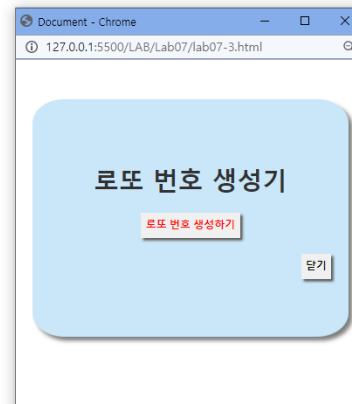 Document - Chrome
127.0.0.1:5500/LAB/Lab07/lab07-3.html
로또 번호 생성기
로또 번호 생성하기
닫기